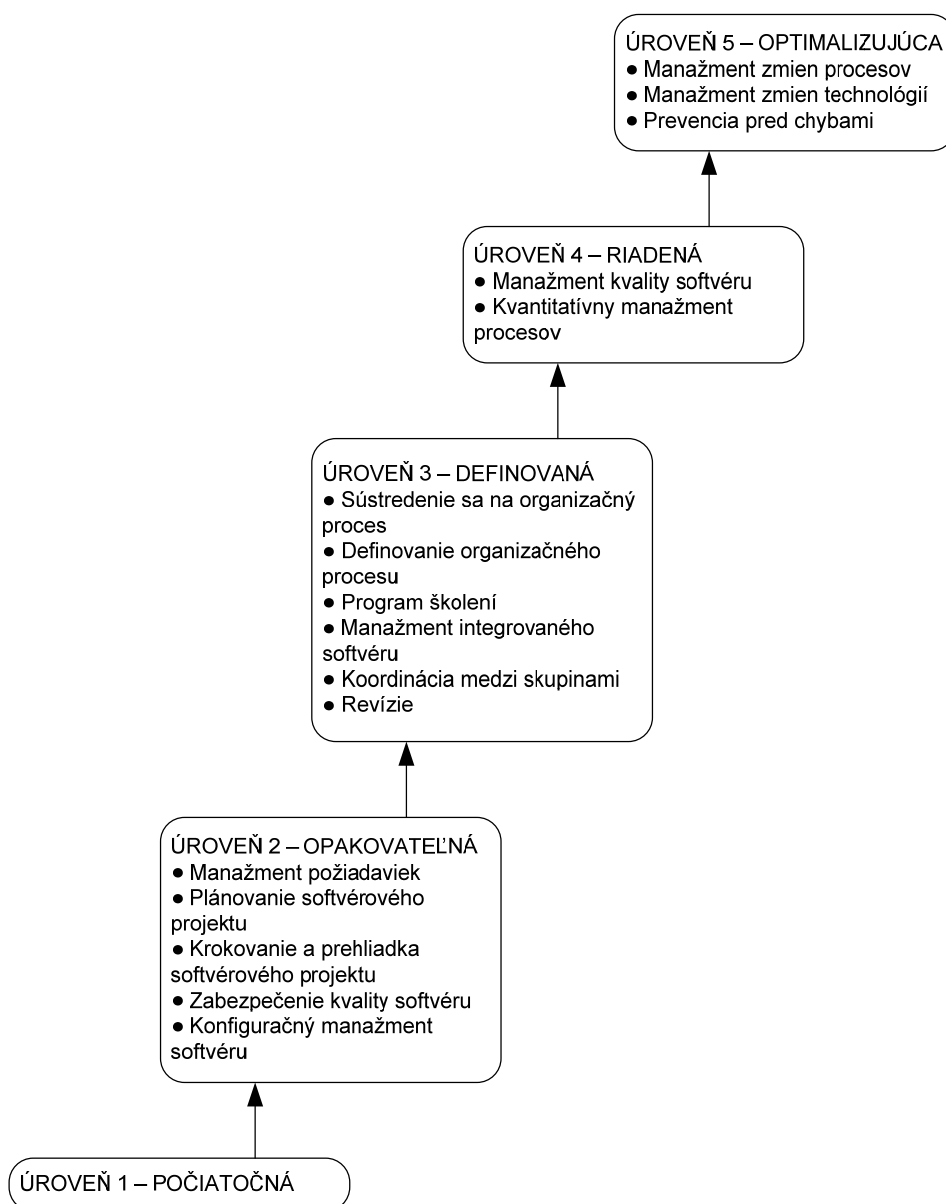 ÚROVEŇ 5 – OPTIMALIZUJÚCA
● Manažment zmien procesov
● Manažment zmien technológií
● Prevencia pred chybami
ÚROVEŇ 4 – RIADENÁ
● Manažment kvality softvéru
● Kvantitatívny manažment
procesov
ÚROVEŇ 3 – DEFINOVANÁ
● Sústredenie sa na organizačný
proces
● Definovanie organizačného
procesu
● Program školení
● Manažment integrovaného
softvéru
● Koordinácia medzi skupinami
● Revízie
ÚROVEŇ 2 – OPAKOVATEĽNÁ
● Manažment požiadaviek
● Plánovanie softvérového
projektu
● Krokovanie a prehliadka
softvérového projektu
● Zabezpečenie kvality softvéru
● Konfiguračný manažment
softvéru
ÚROVEŇ 1 – POČIATOČNÁ